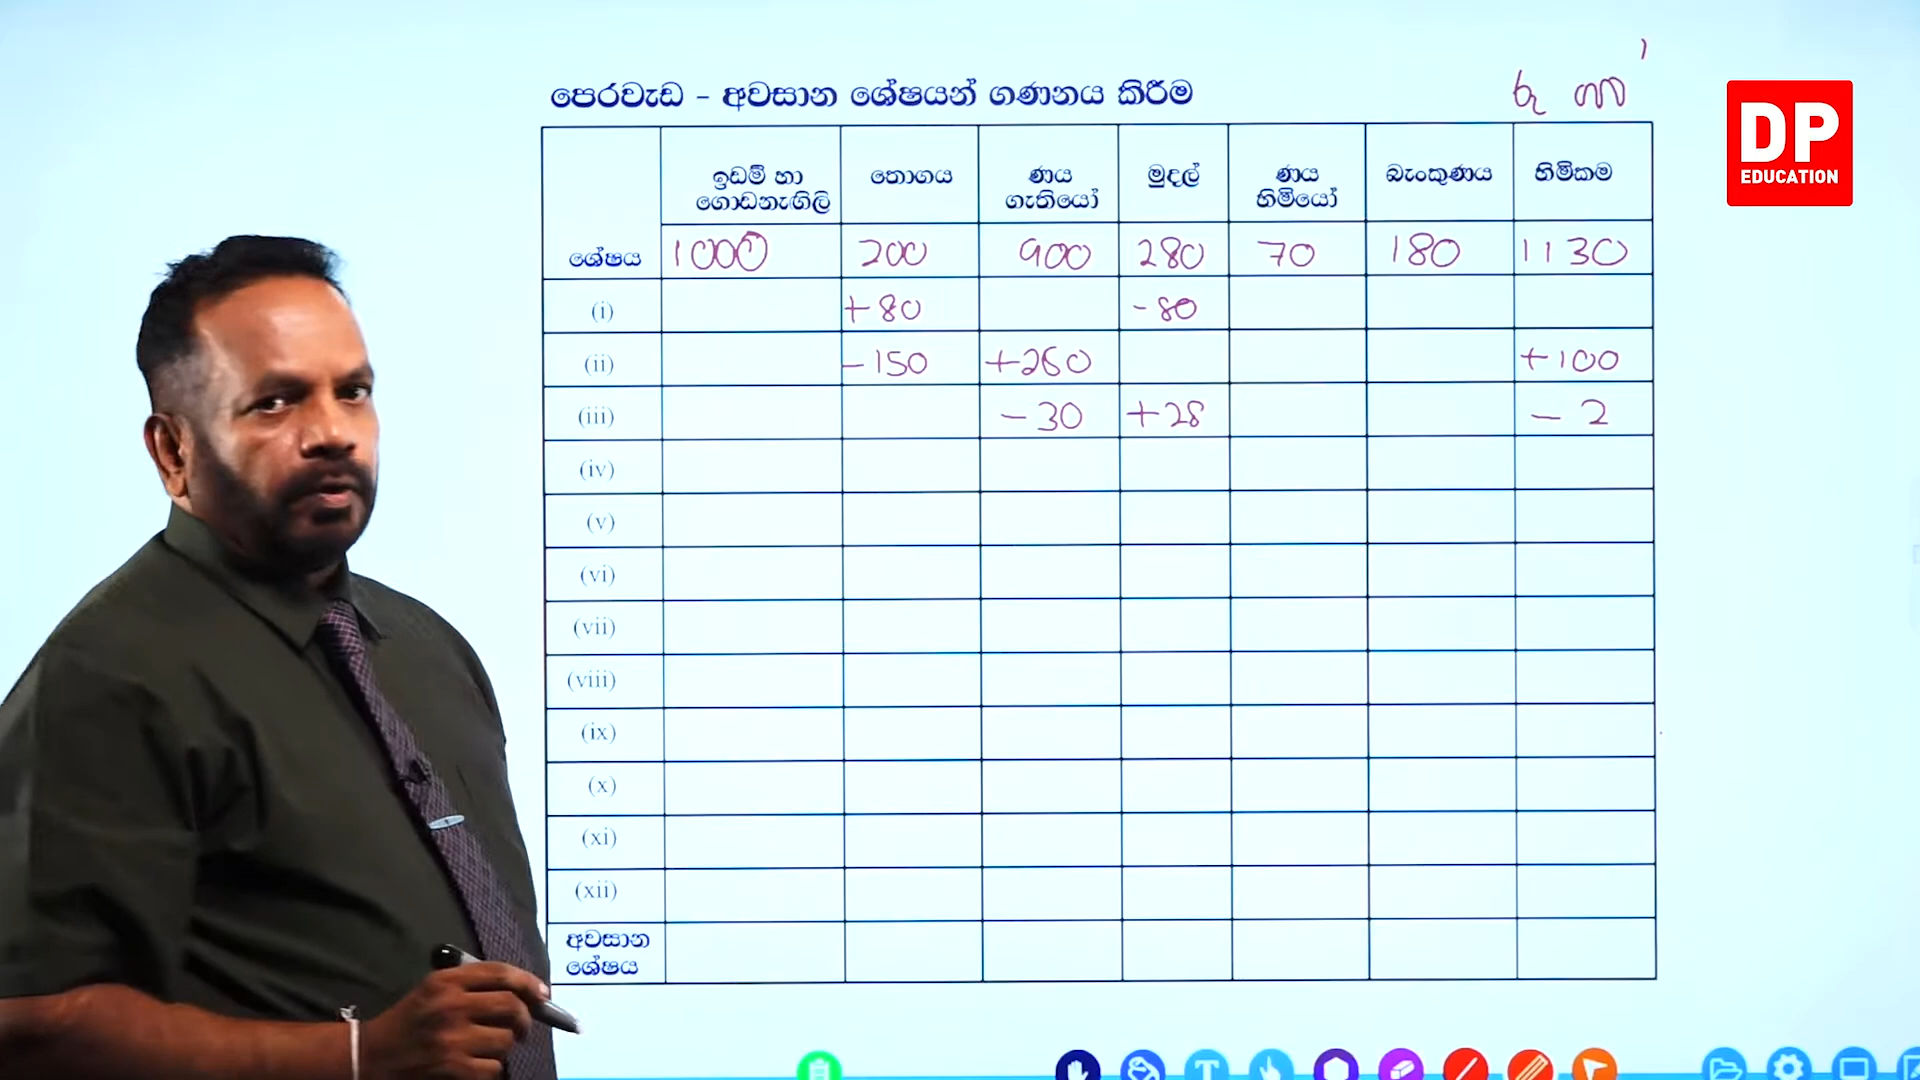 පෙරවැඩ - අවසාන ශේෂයන් ගණනය කිරීම
DP
EDUCATION
ඉඩම් හා ගොඩනැඟිලි තොගය ණය ගැතියෝ මුදල් ණය හිමියෝ බැංකුණය හිමිකම
ශේෂය 1000 200 900 280 70 180 1130
(i) +80 -80
(ii) -150 +250 +100
(iii) -30 +28 -2
(iv)
(v)
(vi)
(vii)
(viii)
(ix)
(x)
(xi)
(xii)
අවසාන
ශේෂය